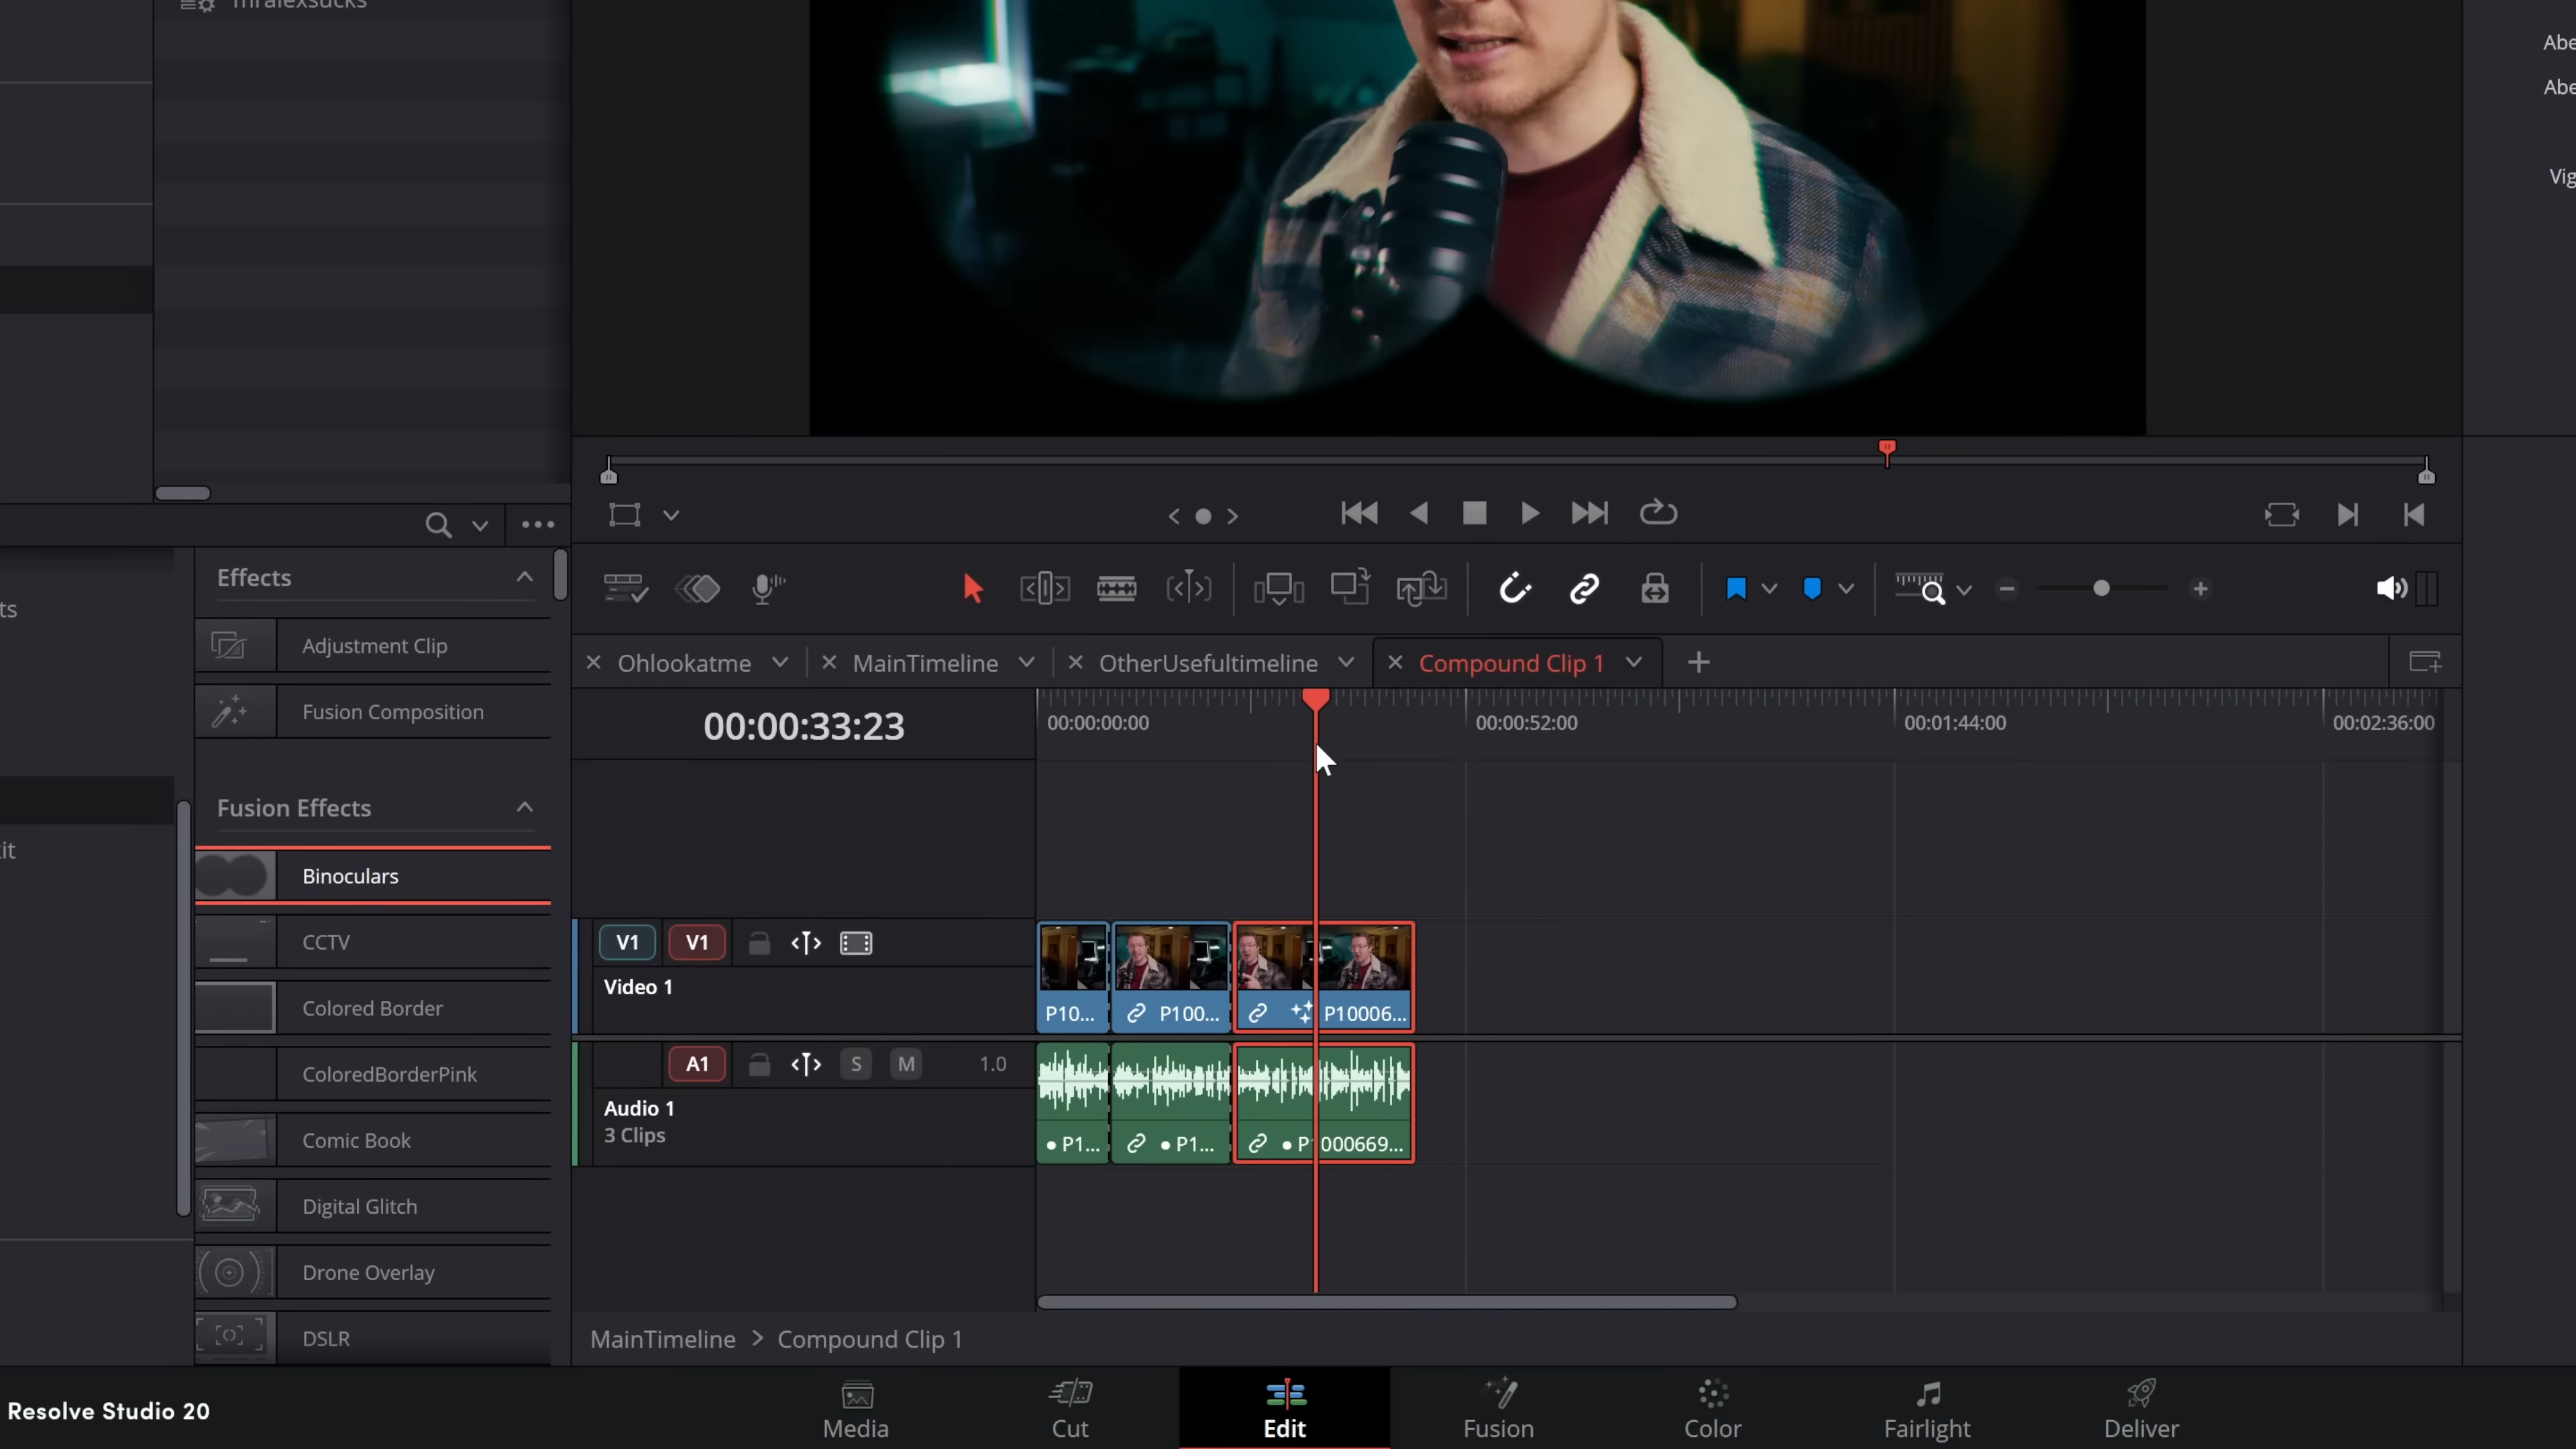 mralexsucks
Abe
Abe
Vig
Effects
Adjustment Clip
Fusion Composition
Fusion Effects
Binoculars
CCTV
Colored Border
ColoredBorderPink
Comic Book
Digital Glitch
Drone Overlay
DSLR
ts
kit
Ohlookatme
MainTimeline
OtherUsefultimeline
Compound Clip 1
00:00:33:23
00:00:00:00
00:00:52:00
00:01:44:00
00:02:36:00
V1
V1
Video 1
P10...
P100...
P10006...
A1
S
M
1.0
Audio 1
3 Clips
P1...
P1...
P1000669...
MainTimeline > Compound Clip 1
Resolve Studio 20
Media
Cut
Edit
Fusion
Color
Fairlight
Deliver